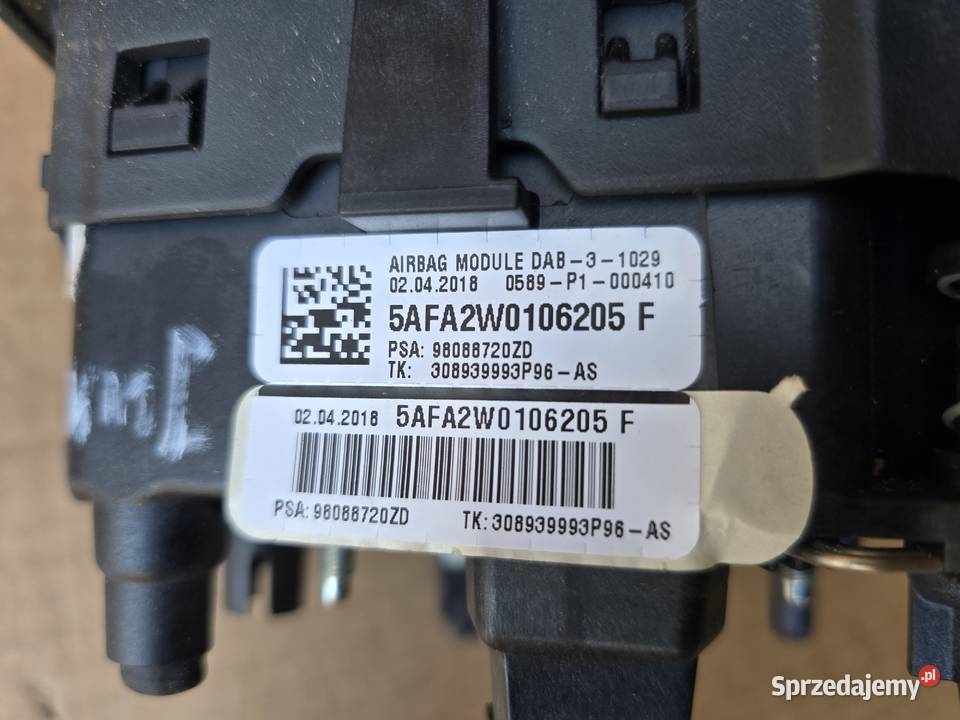 AIRBAG MODULE DAB-3-1029
02.04.2018 0589-P1-000410
5AFA2W0106205 F
PSA: 98088720ZD
TK: 308939993P96-AS
02.04.2018 5AFA2W0106205 F
PSA: 98088720ZD TK: 308939993P96-AS
Sprzedajemy.pl